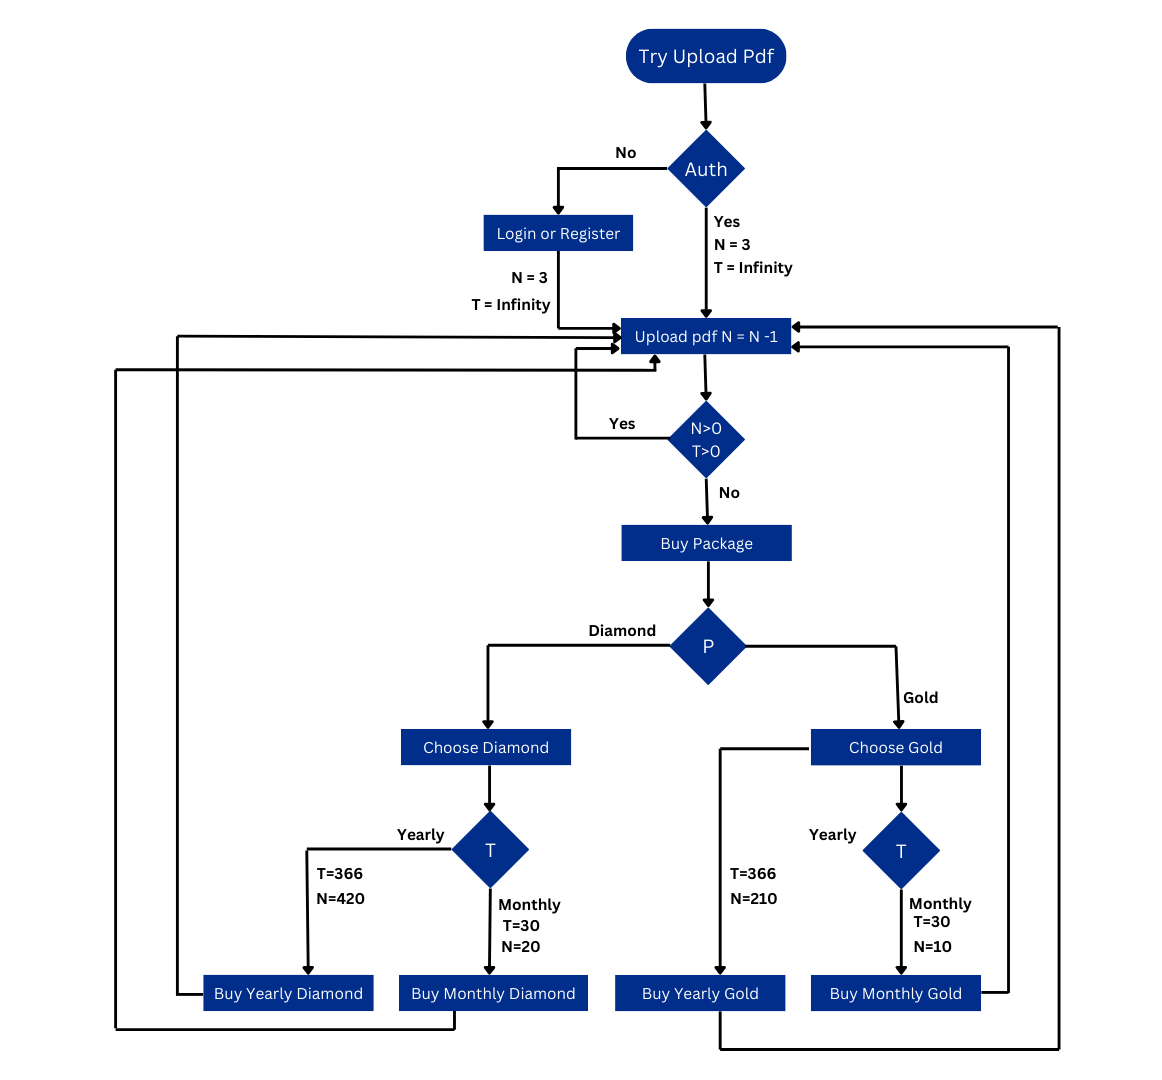 Try Upload Pdf
No
Auth
Yes
N = 3
T = Infinity
Login or Register
N = 3
T = Infinity
Upload pdf N = N -1
Yes
N>0
T>0
No
Buy Package
Diamond
P
Gold
Choose Diamond
Choose Gold
Yearly
T
Yearly
T
T=366
N=420
Monthly
T=30
N=20
T=366
N=210
Monthly
T=30
N=10
Buy Yearly Diamond
Buy Monthly Diamond
Buy Yearly Gold
Buy Monthly Gold